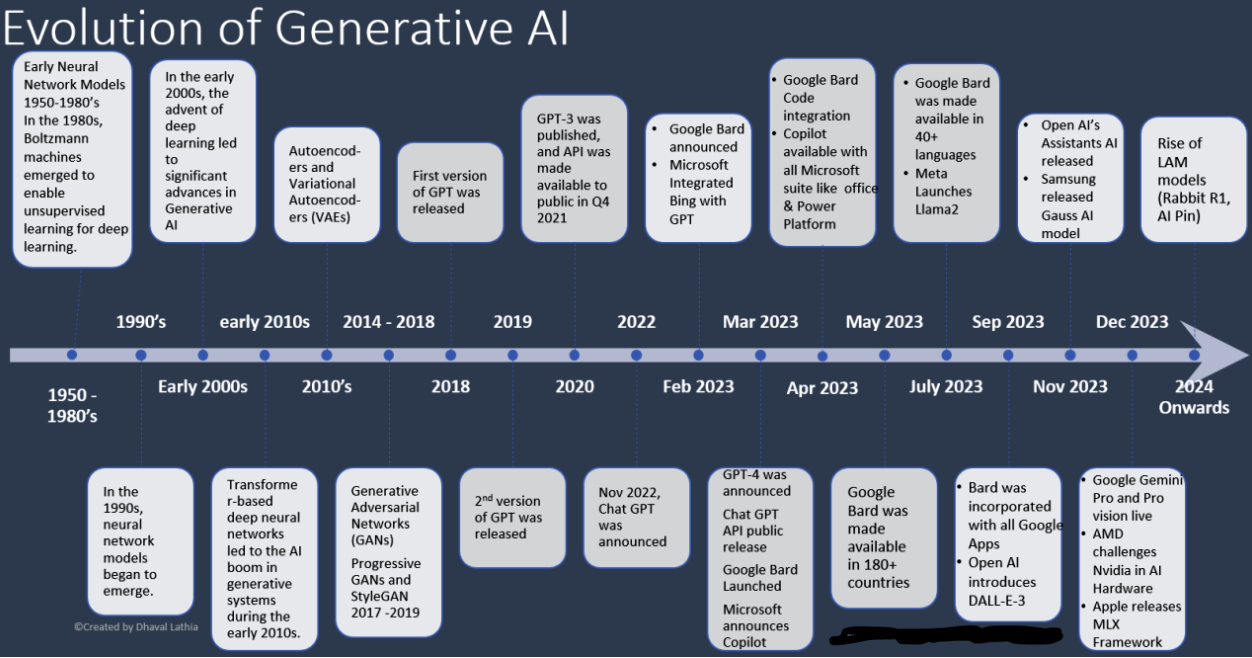 Evolution of Generative AI
Early Neural
Network Models
1950-1980's
In the 1980s,
Boltzmann
machines
emerged to
enable
unsupervised
learning for deep
learning.
In the early
2000s, the
advent of
deep
learning led
to
significant
advances in
Generative
AI
Autoencod-
ers and
Variational
Autoencod-
ers (VAEs)
First version
of GPT was
released
GPT-3 was
published,
and API was
made
available to
public in Q4
2021
• Google Bard
announced
• Microsoft
Integrated
Bing with
GPT
• Google Bard
Code
integration
• Copilot
available with
all Microsoft
suite like office
& Power
Platform
• Google Bard
was made
available in
40+
languages
• Meta
Launches
Llama2
• Open AI's
Assistants AI
released
• Samsung
released
Gauss AI
model
Rise of
LAM
models
(Rabbit R1,
AI Pin)
1990's
early 2010s
2014 - 2018
2019
2022
Mar 2023
May 2023
Sep 2023
Dec 2023
1950 -
1980's
Early 2000s
2010's
2018
2020
Feb 2023
Apr 2023
July 2023
Nov 2023
2024
Onwards
In the
1990s,
neural
network
models
began to
emerge.
Transforme
r-based
deep neural
networks
led to the AI
boom in
generative
systems
during the
early 2010s.
Generative
Adversarial
Networks
(GANs)
Progressive
GANs and
StyleGAN
2017 -2019
2nd version
of GPT was
released
Nov 2022,
Chat GPT
was
announced
GPT-4 was
announced
Chat GPT
API public
release
Google Bard
Launched
Microsoft
announces
Copilot
Google
Bard was
made
available
in 180+
countries
• Bard was
incorporated
with all Google
Apps
• Open AI
introduces
DALL-E-3
• Google Gemini
Pro and Pro
vision live
• AMD
challenges
Nvidia in AI
Hardware
• Apple releases
MLX
Framework
©Created by Dhaval Lathia